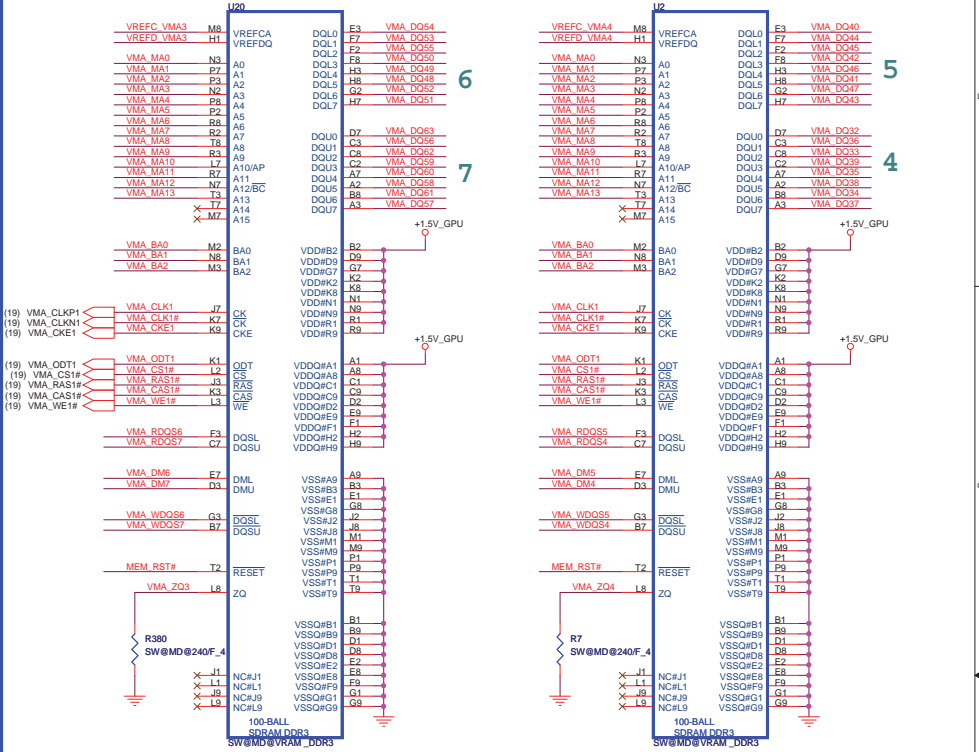 U20
VREFC_VMA3 M8 VREFCA DQL0 E3 VMA_DQ54
VREFD_VMA3 H1 VREFDQ DQL1 F7 VMA_DQ53
DQL2 F2 VMA_DQ55
VMA_MA0 N3 A0 DQL3 F8 VMA_DQ50
VMA_MA1 P7 A1 DQL4 H3 VMA_DQ49
VMA_MA2 P3 A2 DQL5 H8 VMA_DQ48
VMA_MA3 N2 A3 DQL6 G2 VMA_DQ52
VMA_MA4 P8 A4 DQL7 H7 VMA_DQ51
6
VMA_MA5 P2 A5
VMA_MA6 R8 A6
VMA_MA7 R2 A7 DQU0 D7 VMA_DQ63
VMA_MA8 T8 A8 DQU1 C3 VMA_DQ56
VMA_MA9 R3 A9 DQU2 C8 VMA_DQ62
VMA_MA10 L7 A10/AP DQU3 C2 VMA_DQ59
VMA_MA11 R7 A11 DQU4 A7 VMA_DQ60
VMA_MA12 N7 A12/BC DQU5 A2 VMA_DQ58
VMA_MA13 T3 A13 DQU6 B8 VMA_DQ61
T7 A14 DQU7 A3 VMA_DQ57
M7 A15
7
+1.5V_GPU
VMA_BA0 M2 BA0 VDD#B2 B2
VMA_BA1 N8 BA1 VDD#D9 D9
VMA_BA2 M3 BA2 VDD#G7 G7
VDD#K2 K2
VDD#K8 K8
VDD#N1 N1
(19) VMA_CLKP1 VMA_CLK1 J7 CK VDD#N9 N9
(19) VMA_CLKN1 VMA_CLK1# K7 CK VDD#R1 R1
(19) VMA_CKE1 VMA_CKE1 K9 CKE VDD#R9 R9
+1.5V_GPU
(19) VMA_ODT1 VMA_ODT1 K1 ODT VDDQ#A1 A1
(19) VMA_CS1# VMA_CS1# L2 CS VDDQ#A8 A8
(19) VMA_RAS1# VMA_RAS1# J3 RAS VDDQ#C1 C1
(19) VMA_CAS1# VMA_CAS1# K3 CAS VDDQ#C9 C9
(19) VMA_WE1# VMA_WE1# L3 WE VDDQ#D2 D2
VDDQ#E9 E9
VDDQ#F1 F1
VMA_RDQS6 F3 DQSL VDDQ#H2 H2
VMA_RDQS7 C7 DQSU VDDQ#H9 H9
VMA_DM6 E7 DML VSS#A9 A9
VMA_DM7 D3 DMU VSS#B3 B3
VSS#E1 E1
VSS#G8 G8
VMA_WDQS6 G3 DQSL VSS#J2 J2
VMA_WDQS7 B7 DQSU VSS#J8 J8
VSS#M1 M1
VSS#M9 M9
VSS#P1 P1
MEM_RST# T2 RESET VSS#P9 P9
VSS#T1 T1
VMA_ZQ3 L8 ZQ VSS#T9 T9
VSSQ#B1 B1
VSSQ#B9 B9
R380 VSSQ#D1 D1
SW@MD@240/F_4 VSSQ#D8 D8
VSSQ#E2 E2
J1 NC#J1 VSSQ#E8 E8
L1 NC#L1 VSSQ#F9 F9
J9 NC#J9 VSSQ#G1 G1
L9 NC#L9 VSSQ#G9 G9
100-BALL
SDRAM DDR3
SW@MD@VRAM _DDR3
U2
VREFC_VMA4 M8 VREFCA DQL0 E3 VMA_DQ40
VREFD_VMA4 H1 VREFDQ DQL1 F7 VMA_DQ44
DQL2 F2 VMA_DQ45
VMA_MA0 N3 A0 DQL3 F8 VMA_DQ42
VMA_MA1 P7 A1 DQL4 H3 VMA_DQ46
VMA_MA2 P3 A2 DQL5 H8 VMA_DQ41
VMA_MA3 N2 A3 DQL6 G2 VMA_DQ47
VMA_MA4 P8 A4 DQL7 H7 VMA_DQ43
5
VMA_MA5 P2 A5
VMA_MA6 R8 A6
VMA_MA7 R2 A7 DQU0 D7 VMA_DQ32
VMA_MA8 T8 A8 DQU1 C3 VMA_DQ36
VMA_MA9 R3 A9 DQU2 C8 VMA_DQ33
VMA_MA10 L7 A10/AP DQU3 C2 VMA_DQ39
VMA_MA11 R7 A11 DQU4 A7 VMA_DQ35
VMA_MA12 N7 A12/BC DQU5 A2 VMA_DQ38
VMA_MA13 T3 A13 DQU6 B8 VMA_DQ34
T7 A14 DQU7 A3 VMA_DQ37
M7 A15
4
+1.5V_GPU
VMA_BA0 M2 BA0 VDD#B2 B2
VMA_BA1 N8 BA1 VDD#D9 D9
VMA_BA2 M3 BA2 VDD#G7 G7
VDD#K2 K2
VDD#K8 K8
VDD#N1 N1
VMA_CLK1 J7 CK VDD#N9 N9
VMA_CLK1# K7 CK VDD#R1 R1
VMA_CKE1 K9 CKE VDD#R9 R9
+1.5V_GPU
VMA_ODT1 K1 ODT VDDQ#A1 A1
VMA_CS1# L2 CS VDDQ#A8 A8
VMA_RAS1# J3 RAS VDDQ#C1 C1
VMA_CAS1# K3 CAS VDDQ#C9 C9
VMA_WE1# L3 WE VDDQ#D2 D2
VDDQ#E9 E9
VDDQ#F1 F1
VMA_RDQS5 F3 DQSL VDDQ#H2 H2
VMA_RDQS4 C7 DQSU VDDQ#H9 H9
VMA_DM5 E7 DML VSS#A9 A9
VMA_DM4 D3 DMU VSS#B3 B3
VSS#E1 E1
VSS#G8 G8
VMA_WDQS5 G3 DQSL VSS#J2 J2
VMA_WDQS4 B7 DQSU VSS#J8 J8
VSS#M1 M1
VSS#M9 M9
VSS#P1 P1
MEM_RST# T2 RESET VSS#P9 P9
VSS#T1 T1
VMA_ZQ4 L8 ZQ VSS#T9 T9
VSSQ#B1 B1
VSSQ#B9 B9
R7 VSSQ#D1 D1
SW@MD@240/F_4 VSSQ#D8 D8
VSSQ#E2 E2
J1 NC#J1 VSSQ#E8 E8
L1 NC#L1 VSSQ#F9 F9
J9 NC#J9 VSSQ#G1 G1
L9 NC#L9 VSSQ#G9 G9
100-BALL
SDRAM DDR3
SW@MD@VRAM _DDR3